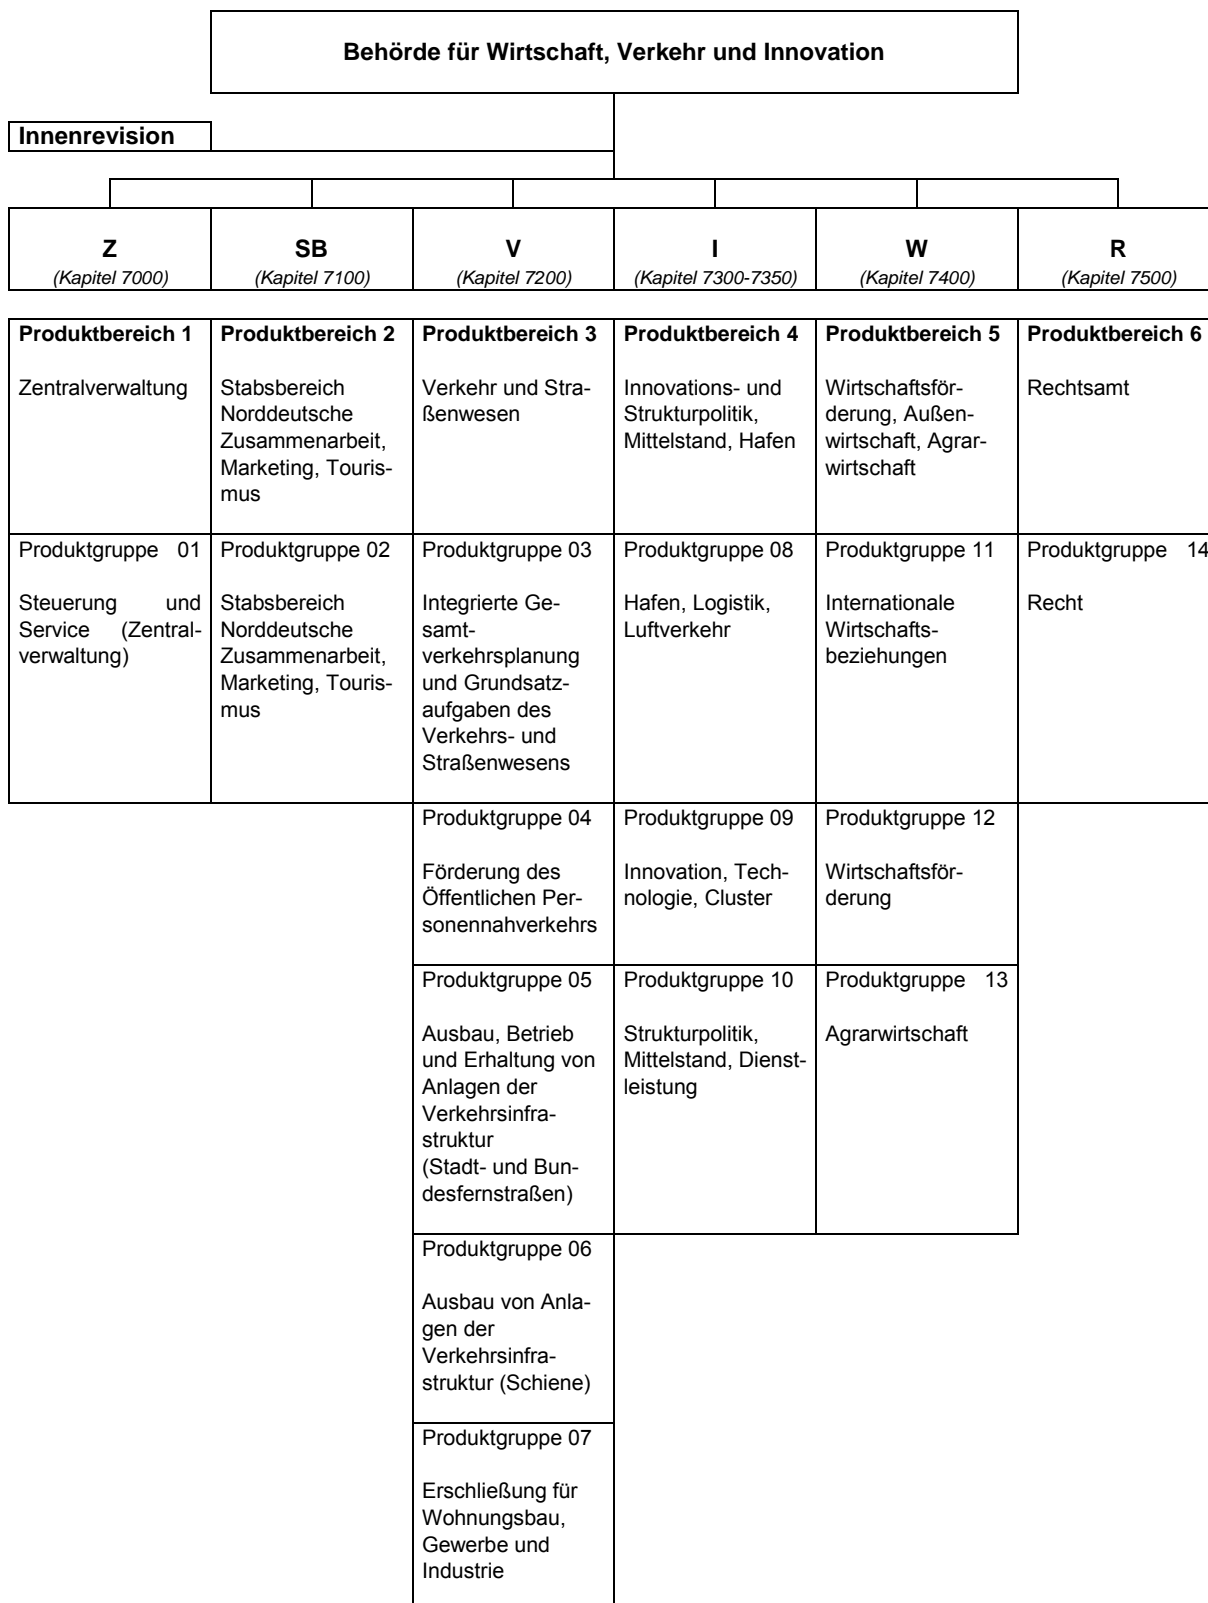 Behörde für Wirtschaft, Verkehr und Innovation
Innenrevision
Z
(Kapitel 7000)
SB
(Kapitel 7100)
V
(Kapitel 7200)
I
(Kapitel 7300-7350)
W
(Kapitel 7400)
R
(Kapitel 7500)
Produktbereich 1
Zentralverwaltung
Produktbereich 2
Stabsbereich
Norddeutsche
Zusammenarbeit,
Marketing, Touris-
mus
Produktbereich 3
Verkehr und Stra-
ßenwesen
Produktbereich 4
Innovations- und
Strukturpolitik,
Mittelstand, Hafen
Produktbereich 5
Wirtschaftsför-
derung, Außen-
wirtschaft, Agrar-
wirtschaft
Produktbereich 6
Rechtsamt
Produktgruppe 01
Steuerung und
Service (Zentral-
verwaltung)
Produktgruppe 02
Stabsbereich
Norddeutsche
Zusammenarbeit,
Marketing, Touris-
mus
Produktgruppe 03
Integrierte Ge-
samt-
verkehrsplanung
und Grundsatz-
aufgaben des
Verkehrs- und
Straßenwesens
Produktgruppe 08
Hafen, Logistik,
Luftverkehr
Produktgruppe 11
Internationale
Wirtschafts-
beziehungen
Produktgruppe 14
Recht
Produktgruppe 04
Förderung des
Öffentlichen Per-
sonennahverkehrs
Produktgruppe 09
Innovation, Tech-
nologie, Cluster
Produktgruppe 12
Wirtschaftsför-
derung
Produktgruppe 05
Ausbau, Betrieb
und Erhaltung von
Anlagen der
Verkehrsinfra-
struktur
(Stadt- und Bun-
desfernstraßen)
Produktgruppe 10
Strukturpolitik,
Mittelstand, Dienst-
leistung
Produktgruppe 13
Agrarwirtschaft
Produktgruppe 06
Ausbau von Anla-
gen der
Verkehrsinfra-
struktur (Schiene)
Produktgruppe 07
Erschließung für
Wohnungsbau,
Gewerbe und
Industrie